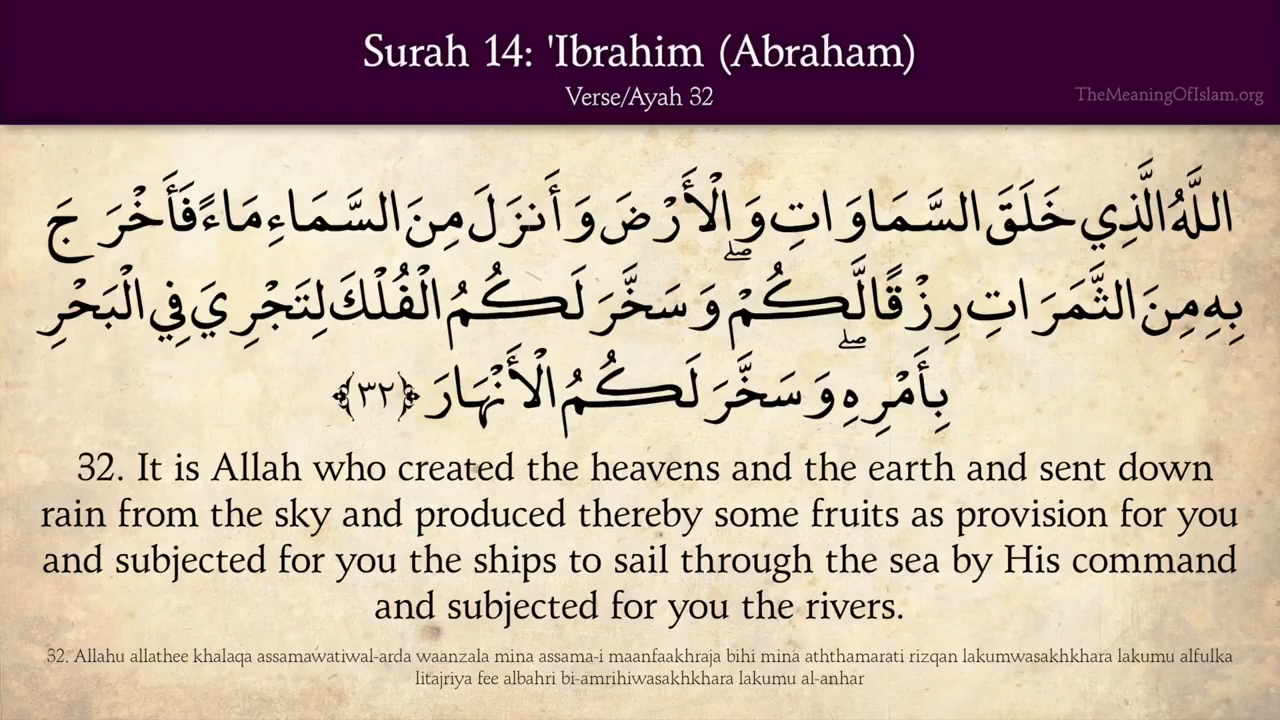 Surah 14: 'Ibrahim (Abraham)
Verse/Ayah 32
TheMeaningOfIslam.org
اللَّهُ الَّذِي خَلَقَ السَّمَاوَاتِ وَالْأَرْضَ وَأَنزَلَ مِنَ السَّمَاءِ مَاءً فَأَخْرَجَ
بِهِ مِنَ الثَّمَرَاتِ رِزْقًا لَّكُمْ ۖ وَسَخَّرَ لَكُمُ الْفُلْكَ لِتَجْرِيَ فِي الْبَحْرِ
بِأَمْرِهِ ۖ وَسَخَّرَ لَكُمُ الْأَنْهَارَ ﴿٣٢﴾
32. It is Allah who created the heavens and the earth and sent down
rain from the sky and produced thereby some fruits as provision for you
and subjected for you the ships to sail through the sea by His command
and subjected for you the rivers.
32. Allahu allathee khalaqa assamawatiwal-arda waanzala mina assama-i maanfaakhraja bihi mina aththamarati rizqan lakumwasakhkhara lakumu alfulka
litajriya fee albahri bi-amrihiwasakhkhara lakumu al-anhar